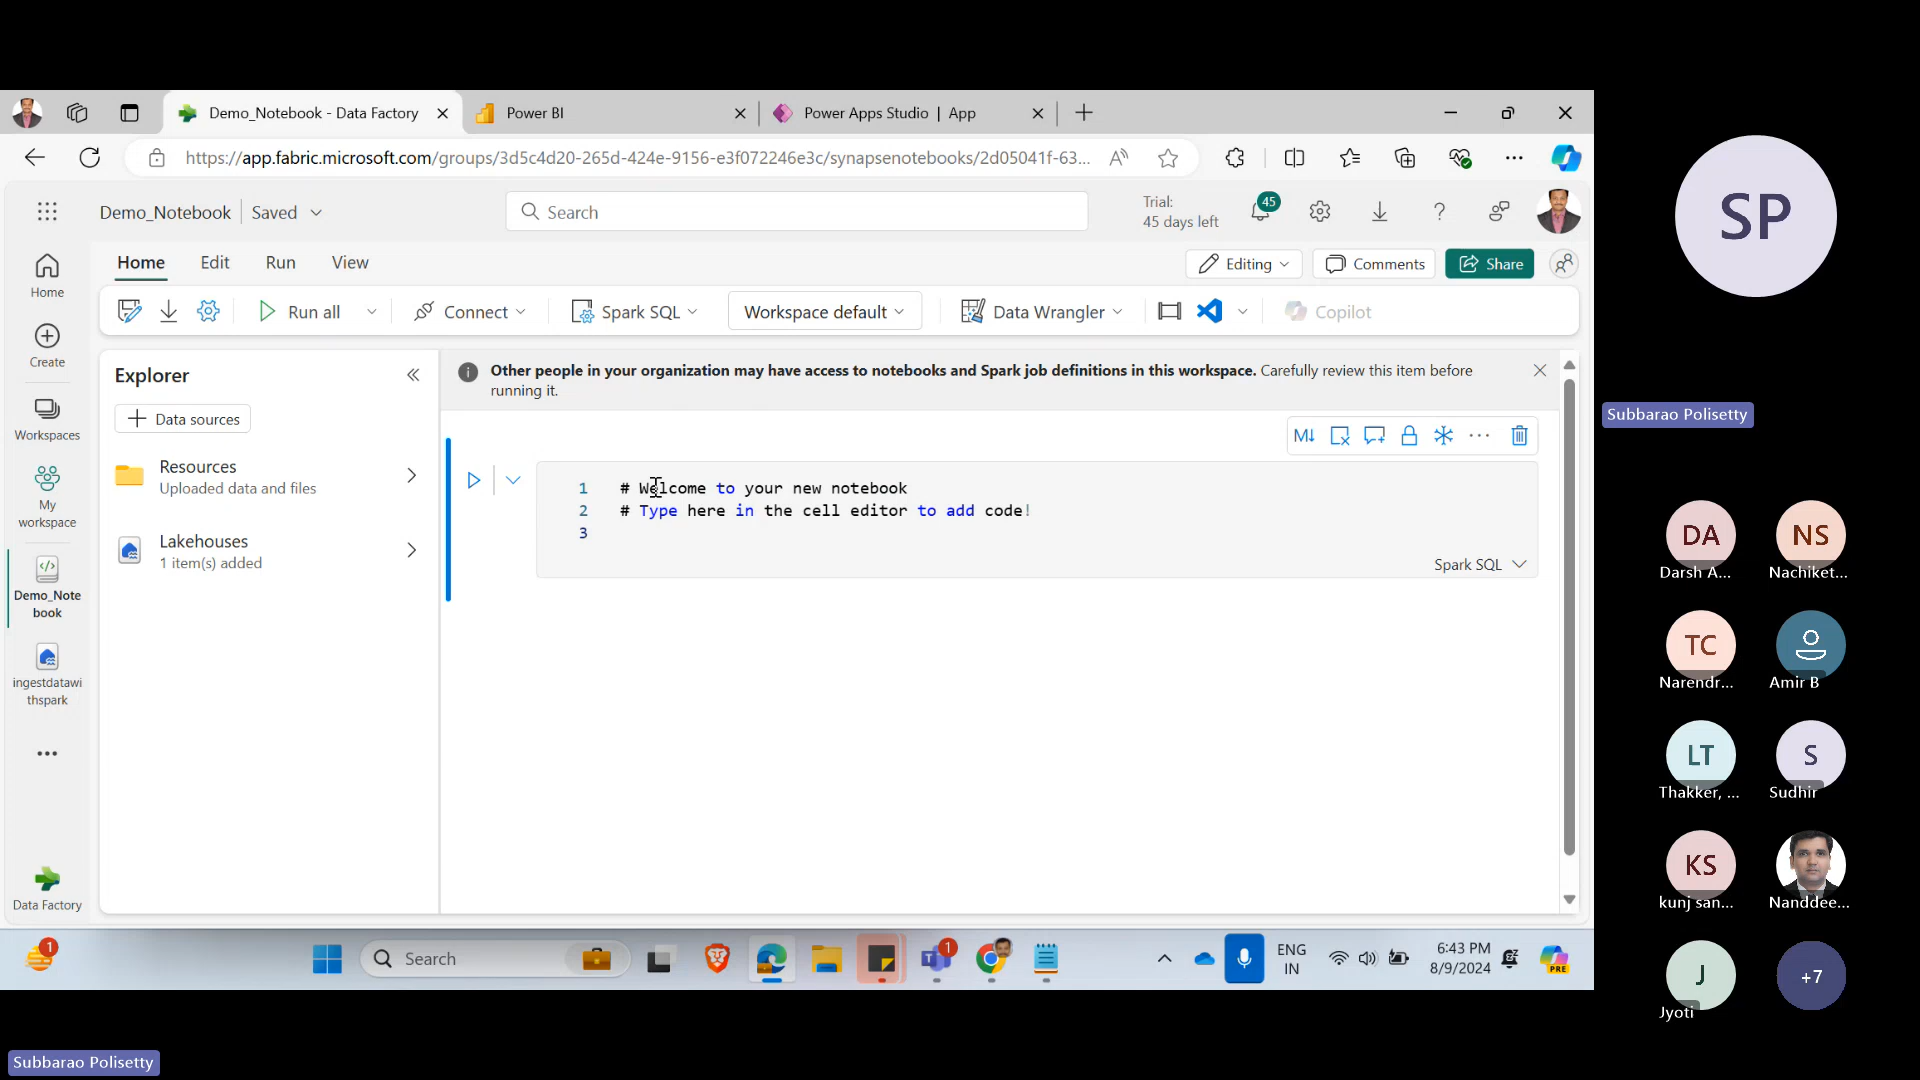 Demo_Notebook - Data Factory
Power BI
Power Apps Studio | App
https://app.fabric.microsoft.com/groups/3d5c4d20-265d-424e-9156-e3f072246e3c/synapsenotebooks/2d05041f-63...
Demo_Notebook
Saved
Search
Trial:
45 days left
45
Home
Edit
Run
View
Editing
Comments
Share
Run all
Connect
Spark SQL
Workspace default
Data Wrangler
Copilot
Home
Create
Workspaces
My
workspace
Demo_Note
book
ingestdatawi
thspark
Data Factory
Explorer
Data sources
Resources
Uploaded data and files
Lakehouses
1 item(s) added
Other people in your organization may have access to notebooks and Spark job definitions in this workspace. Carefully review this item before
running it.
M↓
1 # Welcome to your new notebook
2 # Type here in the cell editor to add code!
3
Spark SQL
1
Search
1
ENG
IN
6:43 PM
8/9/2024
PRE
SP
Subbarao Polisetty
DA
Darsh A...
NS
Nachiket...
TC
Narendr...
Amir B
LT
Thakker, ...
S
Sudhir
KS
kunj san...
Nanddee...
J
Jyoti
+7
Subbarao Polisetty